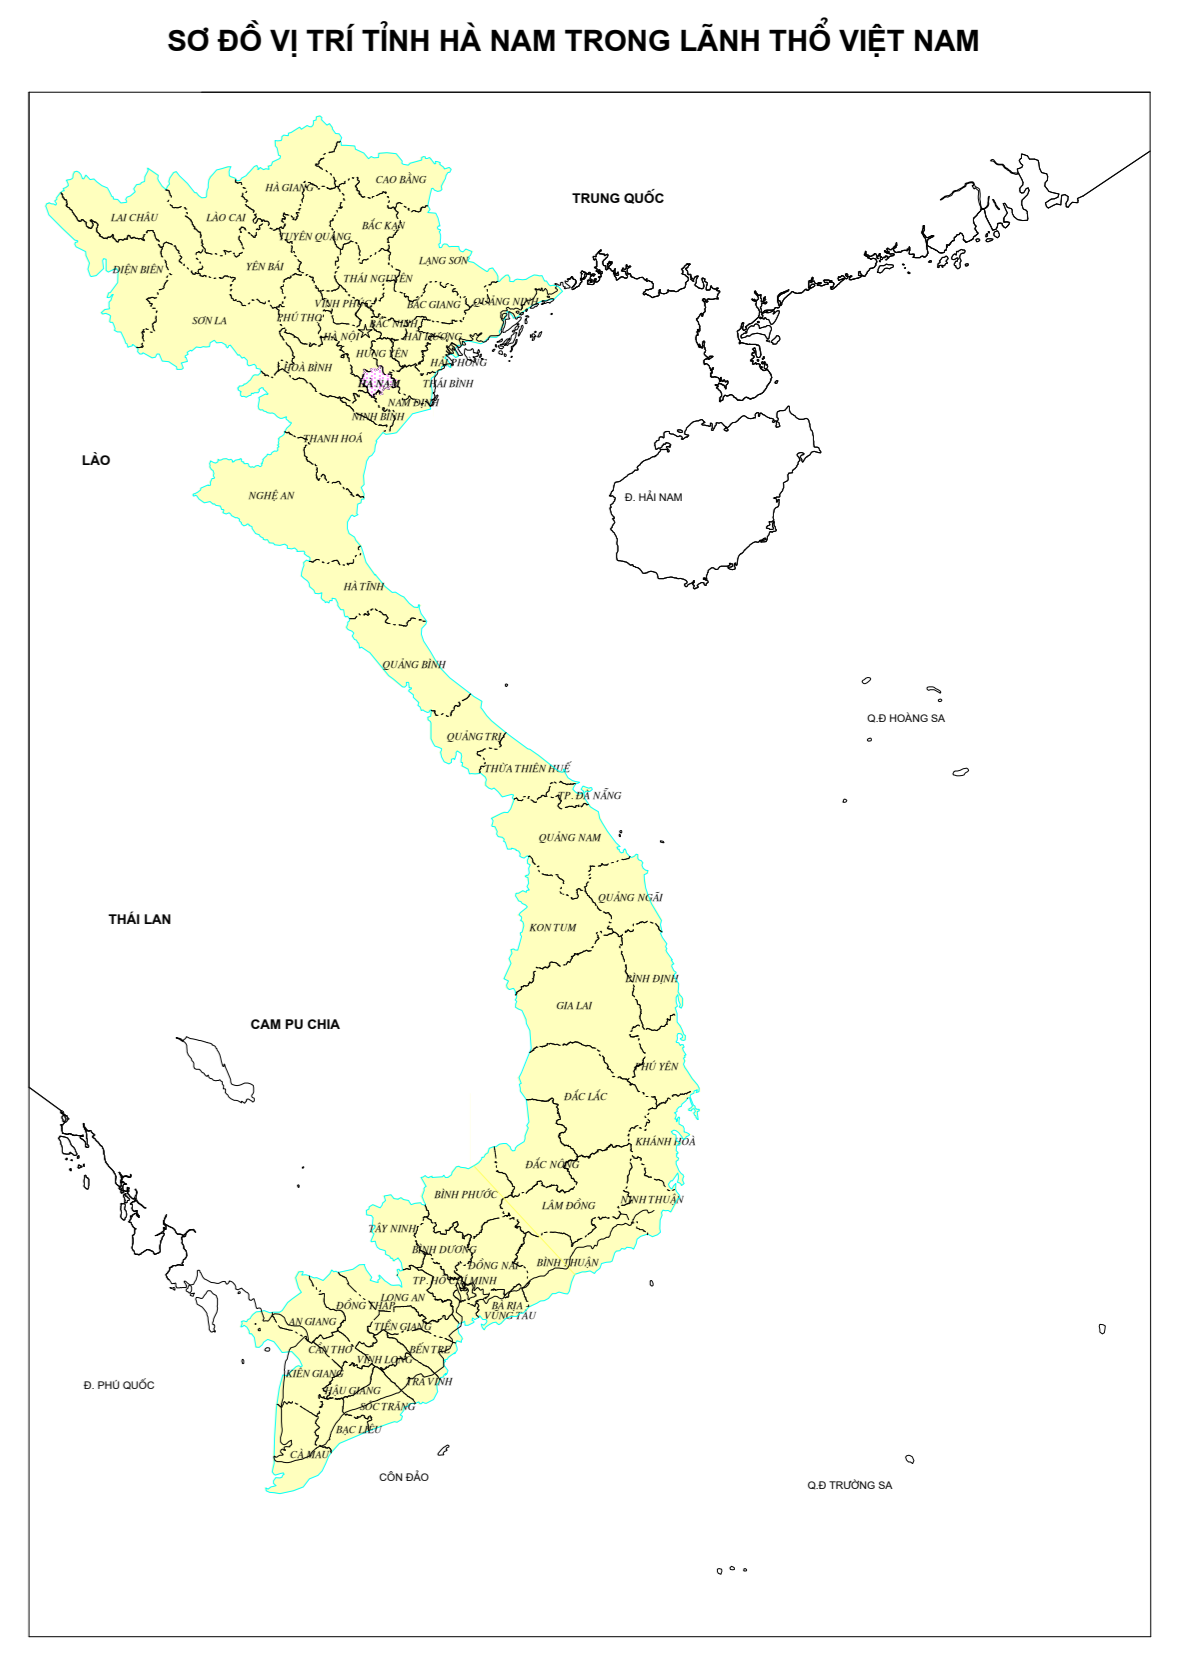 SƠ ĐỒ VỊ TRÍ TỈNH HÀ NAM TRONG LÃNH THỔ VIỆT NAM
CAO BẰNG
HÀ GIANG
TRUNG QUỐC
LAI CHÂU
LÀO CAI
BẮC KẠN
TUYÊN QUANG
LẠNG SƠN
YÊN BÁI
ĐIỆN BIÊN
THÁI NGUYÊN
VĨNH PHÚC
BẮC GIANG
QUẢNG NINH
PHÚ THỌ
SƠN LA
BẮC NINH
HÀ NỘI
HẢI DƯƠNG
HƯNG YÊN
HẢI PHÒNG
HOÀ BÌNH
HÀ NAM
THÁI BÌNH
NAM ĐỊNH
NINH BÌNH
THANH HOÁ
LÀO
NGHỆ AN
Đ. HẢI NAM
HÀ TĨNH
QUẢNG BÌNH
Q.Đ HOÀNG SA
QUẢNG TRỊ
THỪA THIÊN HUẾ
TP. ĐÀ NẴNG
QUẢNG NAM
QUẢNG NGÃI
THÁI LAN
KON TUM
BÌNH ĐỊNH
GIA LAI
CAM PU CHIA
PHÚ YÊN
ĐẮC LẮC
KHÁNH HOÀ
ĐẮC NÔNG
BÌNH PHƯỚC
NINH THUẬN
LÂM ĐỒNG
TÂY NINH
BÌNH DƯƠNG
ĐỒNG NAI
BÌNH THUẬN
TP. HỒ CHÍ MINH
LONG AN
ĐỒNG THÁP
BÀ RỊA -
VŨNG TÀU
AN GIANG
TIỀN GIANG
CẦN THƠ
BẾN TRE
VĨNH LONG
KIÊN GIANG
TRÀ VINH
Đ. PHÚ QUỐC
HẬU GIANG
SÓC TRĂNG
BẠC LIÊU
CÀ MAU
CÔN ĐẢO
Q.Đ TRƯỜNG SA